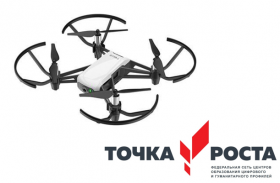 ТОЧКА РОСТА
ФЕДЕРАЛЬНАЯ СЕТЬ ЦЕНТРОВ
ОБРАЗОВАНИЯ ЦИФРОВОГО
И ГУМАНИТАРНОГО ПРОФИЛЕЙ